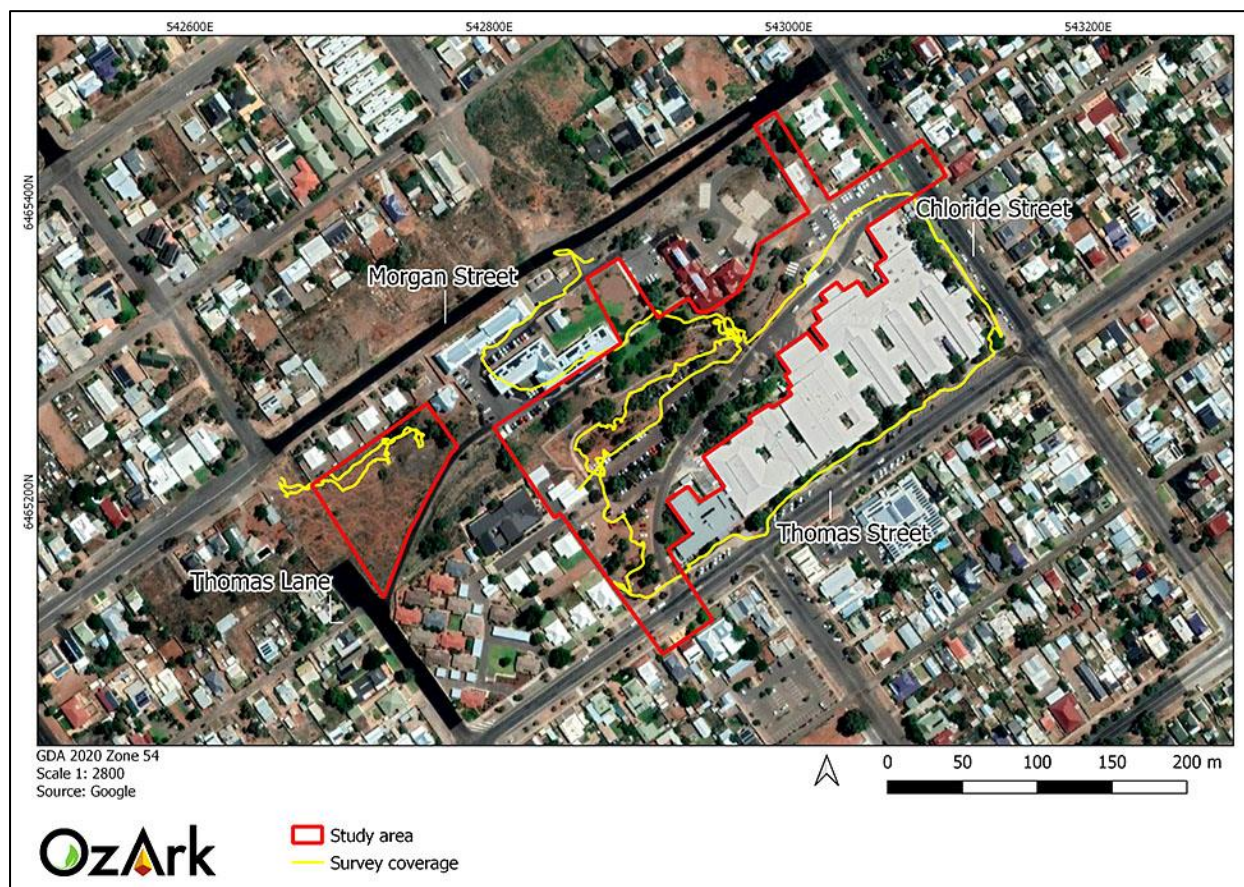 542600E
542800E
543000E
543200E
6465400N
6465200N
Chloride Street
Morgan Street
Thomas Street
Thomas Lane
GDA 2020 Zone 54
Scale 1: 2800
Source: Google
0 50 100 150 200 m
OzArk
Study area
Survey coverage